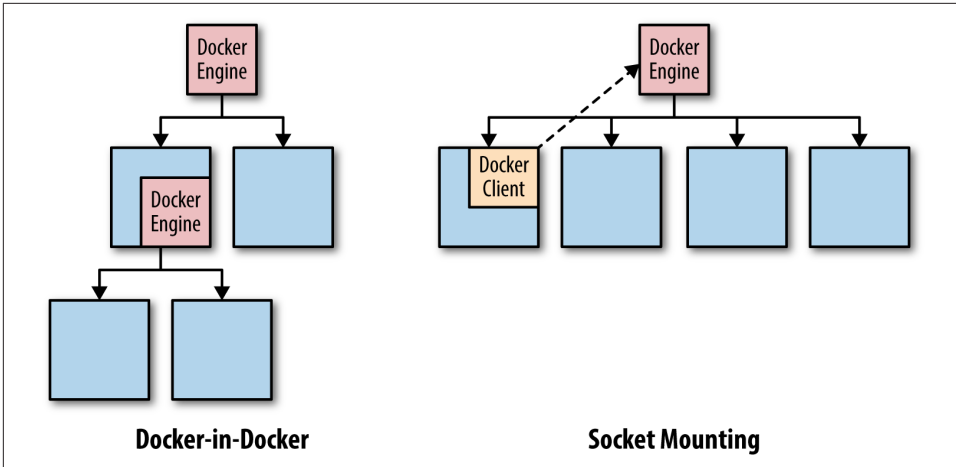 Docker
Engine
Docker
Engine
Docker-in-Docker
Docker
Engine
Docker
Client
Socket Mounting